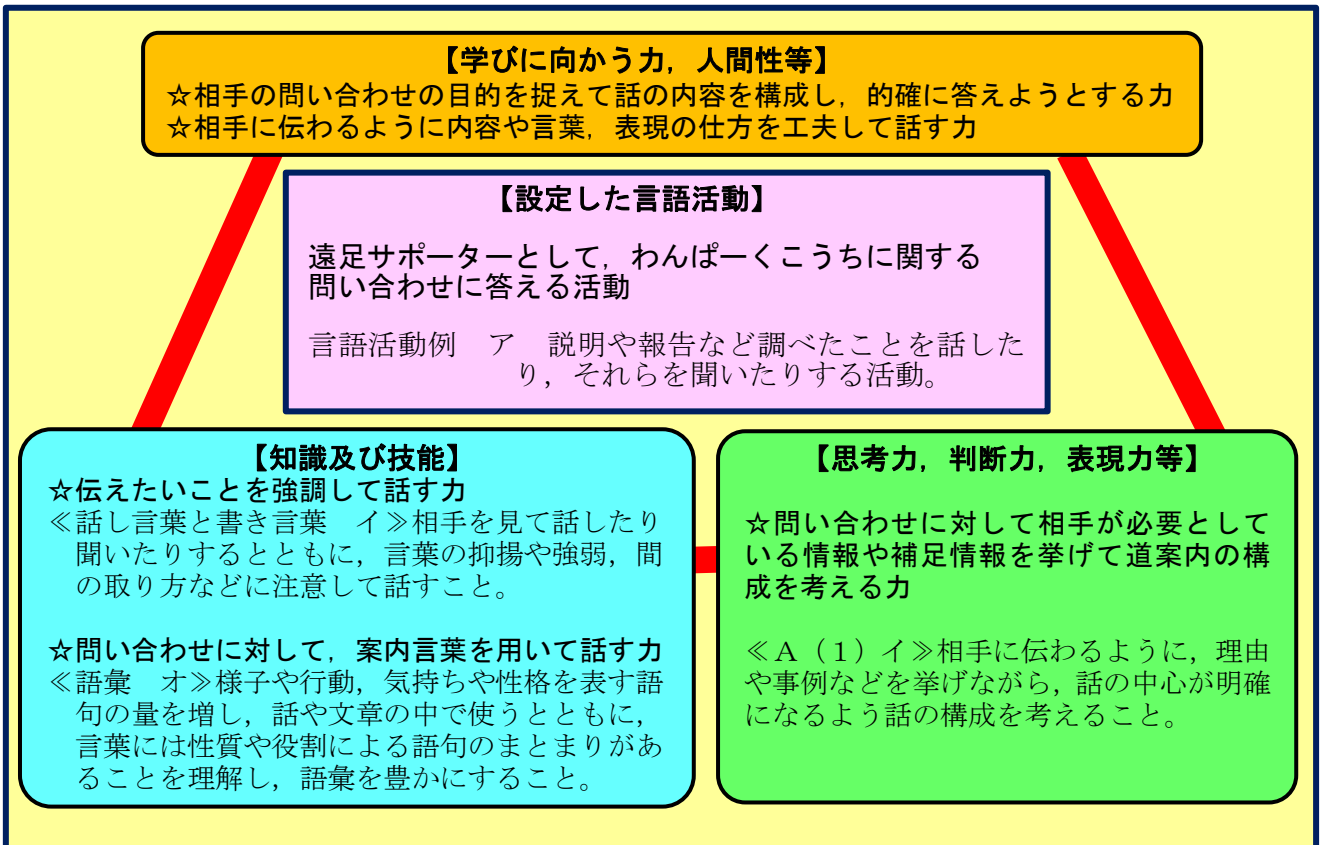 【学びに向かう力，人間性等】
☆相手の問い合わせの目的を捉えて話の内容を構成し，的確に答えようとする力
☆相手に伝わるように内容や言葉，表現の仕方を工夫して話す力
【設定した言語活動】
遠足サポーターとして，わんぱーくこうちに関する
問い合わせに答える活動
言語活動例　ア　説明や報告など調べたことを話した
り，それらを聞いたりする活動。
【知識及び技能】
☆伝えたいことを強調して話す力
≪話し言葉と書き言葉　イ≫相手を見て話したり
聞いたりするとともに，言葉の抑揚や強弱，間
の取り方などに注意して話すこと。
☆問い合わせに対して，案内言葉を用いて話す力
≪語彙　オ≫様子や行動，気持ちや性格を表す語
句の量を増し，話や文章の中で使うとともに，
言葉には性質や役割による語句のまとまりがあ
ることを理解し，語彙を豊かにすること。
【思考力，判断力，表現力等】
☆問い合わせに対して相手が必要として
いる情報や補足情報を挙げて道案内の構
成を考える力
≪Ａ（１）イ≫相手に伝わるように，理由
や事例などを挙げながら，話の中心が明確
になるよう話の構成を考えること。